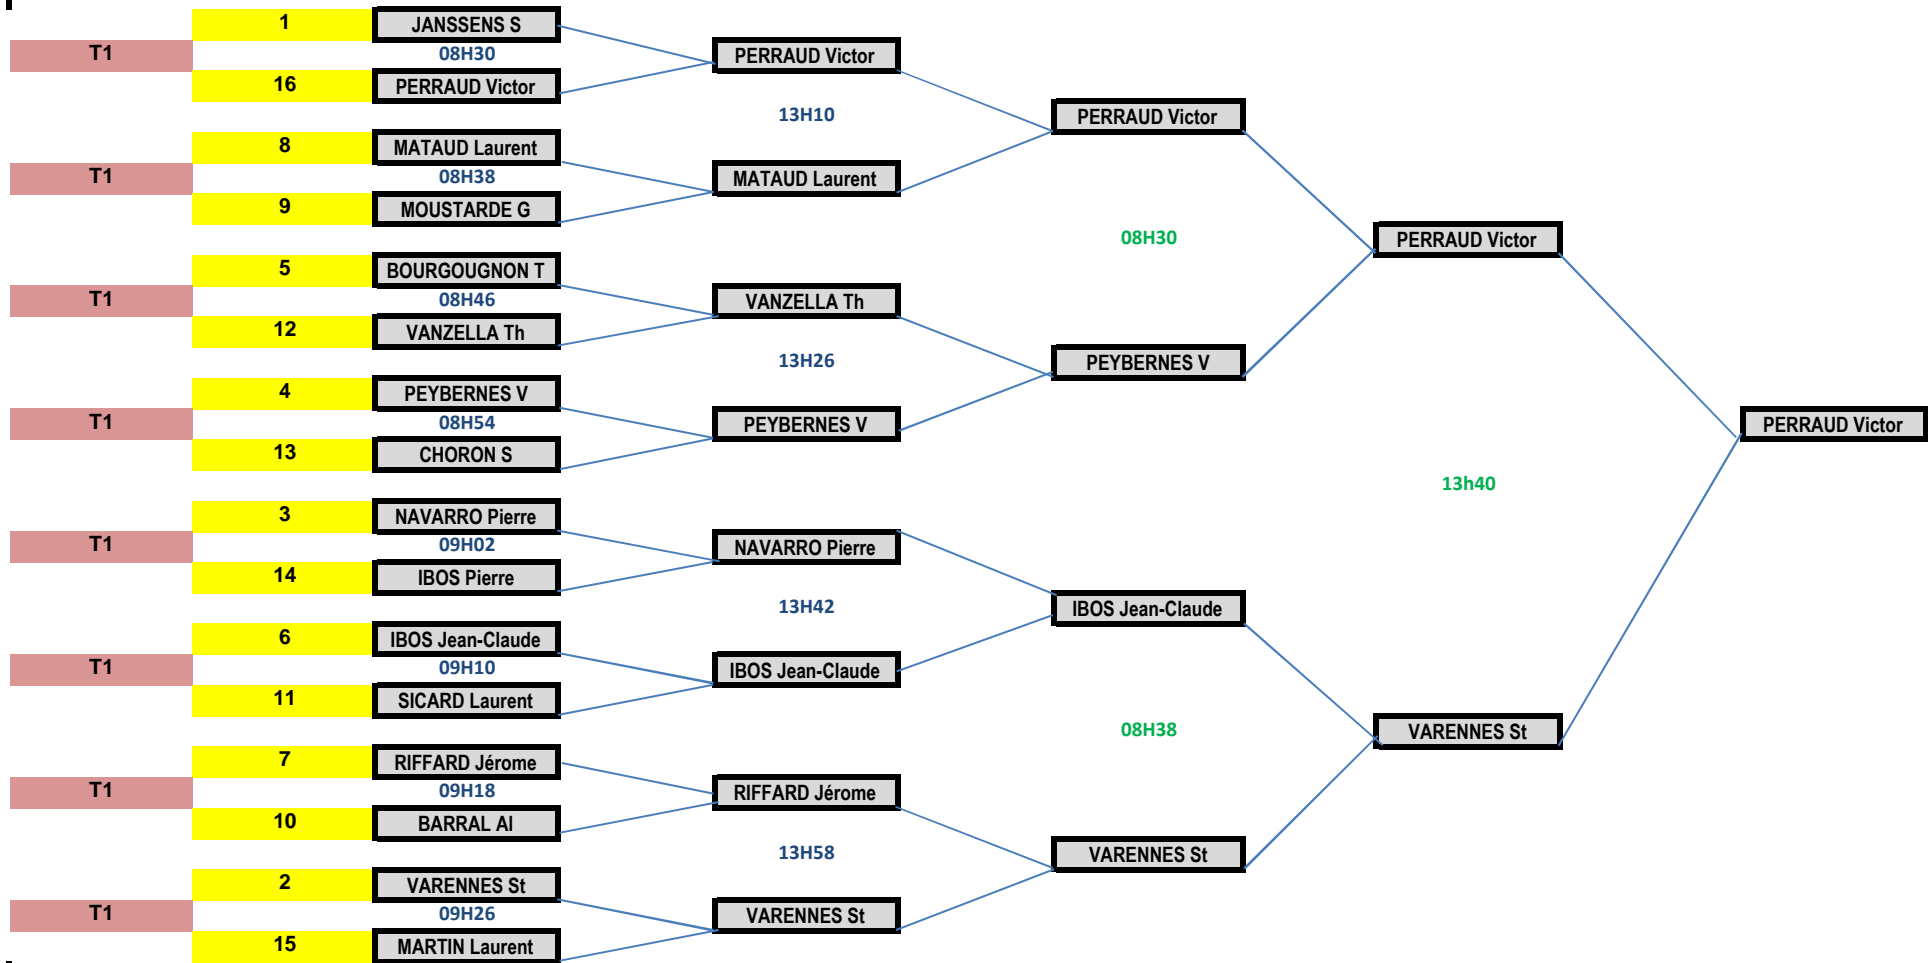 1 JANSSENS S
T1 08H30 PERRAUD Victor
16 PERRAUD Victor
13H10 PERRAUD Victor
8 MATAUD Laurent
T1 08H38 MATAUD Laurent
9 MOUSTARDE G
08H30 PERRAUD Victor
5 BOURGOUGNON T
T1 08H46 VANZELLA Th
12 VANZELLA Th
13H26 PEYBERNES V
4 PEYBERNES V
T1 08H54 PEYBERNES V PERRAUD Victor
13 CHORON S
13h40
3 NAVARRO Pierre
T1 09H02 NAVARRO Pierre
14 IBOS Pierre
13H42 IBOS Jean-Claude
6 IBOS Jean-Claude
T1 09H10 IBOS Jean-Claude
11 SICARD Laurent
08H38 VARENNES St
7 RIFFARD Jérome
T1 09H18 RIFFARD Jérome
10 BARRAL Al
13H58 VARENNES St
2 VARENNES St
T1 09H26 VARENNES St
15 MARTIN Laurent